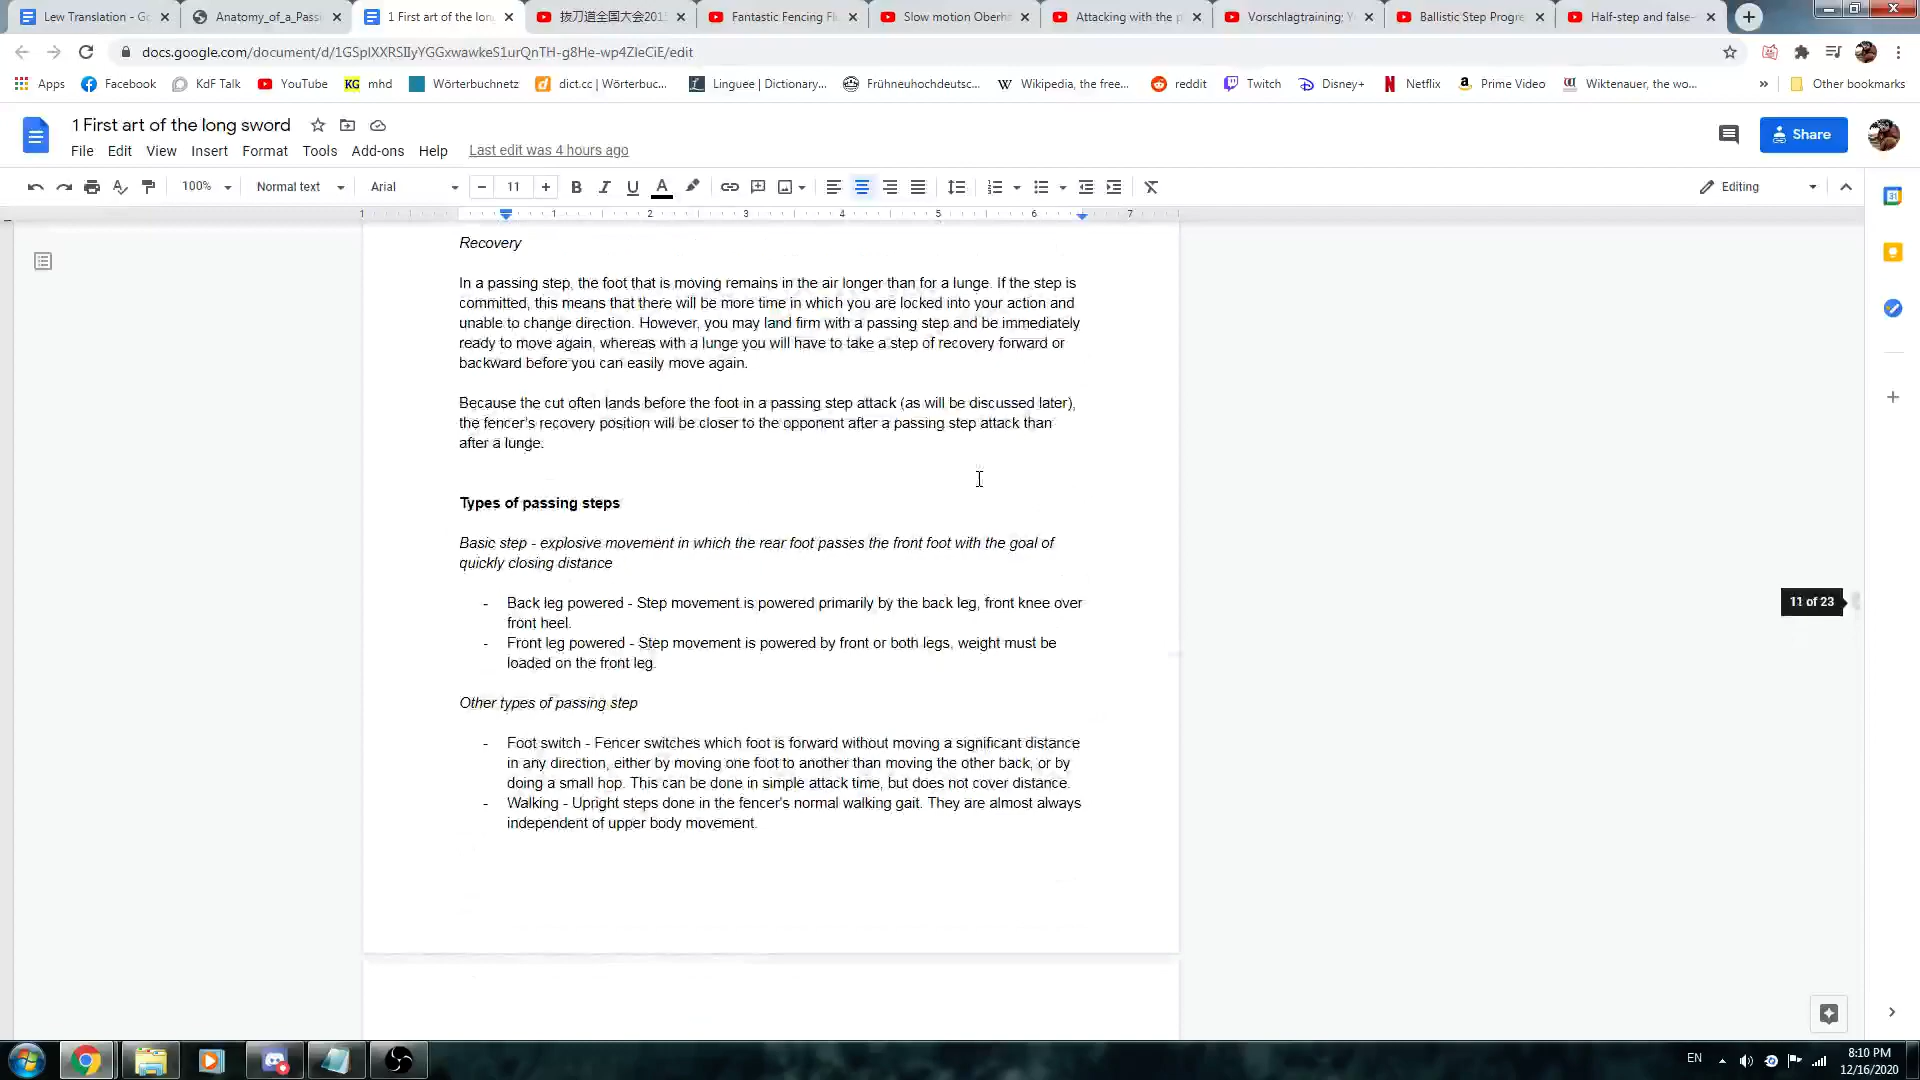 Lew Translation - Go
Anatomy_of_a_Passi
1 First art of the lon
抜刀道全国大会201
Fantastic Fencing Fl
Slow motion Oberh
Attacking with the p
Vorschlagtraining; Y
Ballistic Step Progre
Half-step and false-
docs.google.com/document/d/1GSplXXRSIIyYGGxwawkeS1urQnTH-g8He-wp4ZleCiE/edit
Apps
Facebook
KdF Talk
YouTube
KG mhd
Wörterbuchnetz
dict.cc | Wörterbuc...
Linguee | Dictionary...
Frühneuhochdeutsc...
Wikipedia, the free...
reddit
Twitch
Disney+
Netflix
Prime Video
Wiktenauer, the wo...
»
Other bookmarks
1 First art of the long sword
File Edit View Insert Format Tools Add-ons Help Last edit was 4 hours ago
Share
100% Normal text Arial 11 B I U A Editing
1 1 2 3 4 5 6 7
Recovery
In a passing step, the foot that is moving remains in the air longer than for a lunge. If the step is
committed, this means that there will be more time in which you are locked into your action and
unable to change direction. However, you may land firm with a passing step and be immediately
ready to move again, whereas with a lunge you will have to take a step of recovery forward or
backward before you can easily move again.
Because the cut often lands before the foot in a passing step attack (as will be discussed later),
the fencer's recovery position will be closer to the opponent after a passing step attack than
after a lunge.
Types of passing steps
Basic step - explosive movement in which the rear foot passes the front foot with the goal of
quickly closing distance
- Back leg powered - Step movement is powered primarily by the back leg, front knee over
front heel.
- Front leg powered - Step movement is powered by front or both legs, weight must be
loaded on the front leg.
Other types of passing step
- Foot switch - Fencer switches which foot is forward without moving a significant distance
in any direction, either by moving one foot to another than moving the other back, or by
doing a small hop. This can be done in simple attack time, but does not cover distance.
- Walking - Upright steps done in the fencer's normal walking gait. They are almost always
independent of upper body movement.
11 of 23
EN
8:10 PM
12/16/2020